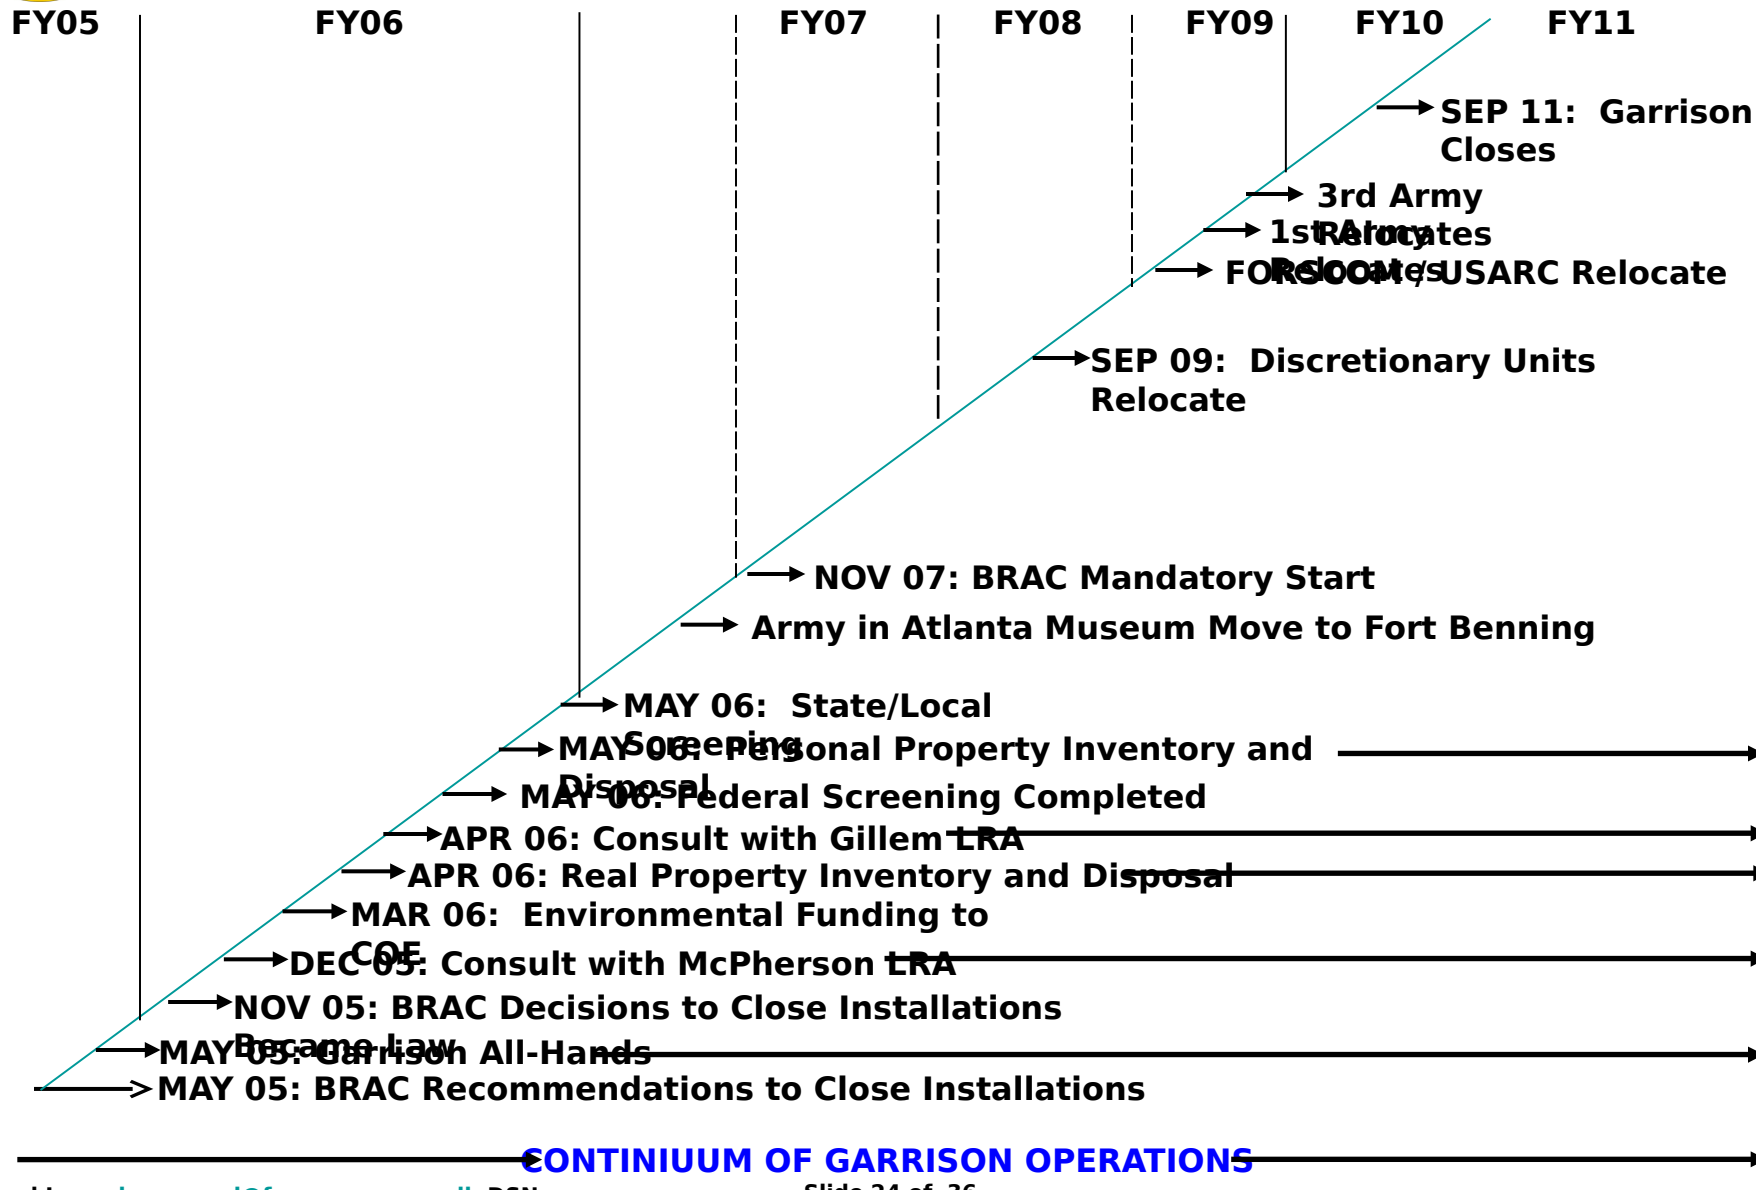 FY05 FY06 FY07 FY08 FY09 FY10 FY11
SEP 11: Garrison
Closes
3rd Army
Relocates
1st Army
Relocates
FORSCOM / USARC Relocate
SEP 09: Discretionary Units
Relocate
NOV 07: BRAC Mandatory Start
Army in Atlanta Museum Move to Fort Benning
MAY 06: State/Local
Screening
MAY 06: Personal Property Inventory and
Disposal
MAY 06: Federal Screening Completed
APR 06: Consult with Gillem LRA
APR 06: Real Property Inventory and Disposal
MAR 06: Environmental Funding to
COE
DEC 05: Consult with McPherson LRA
NOV 05: BRAC Decisions to Close Installations
Became Law
MAY 05: Garrison All-Hands
MAY 05: BRAC Recommendations to Close Installations
CONTINIUUM OF GARRISON OPERATIONS
Slide 24 of 36